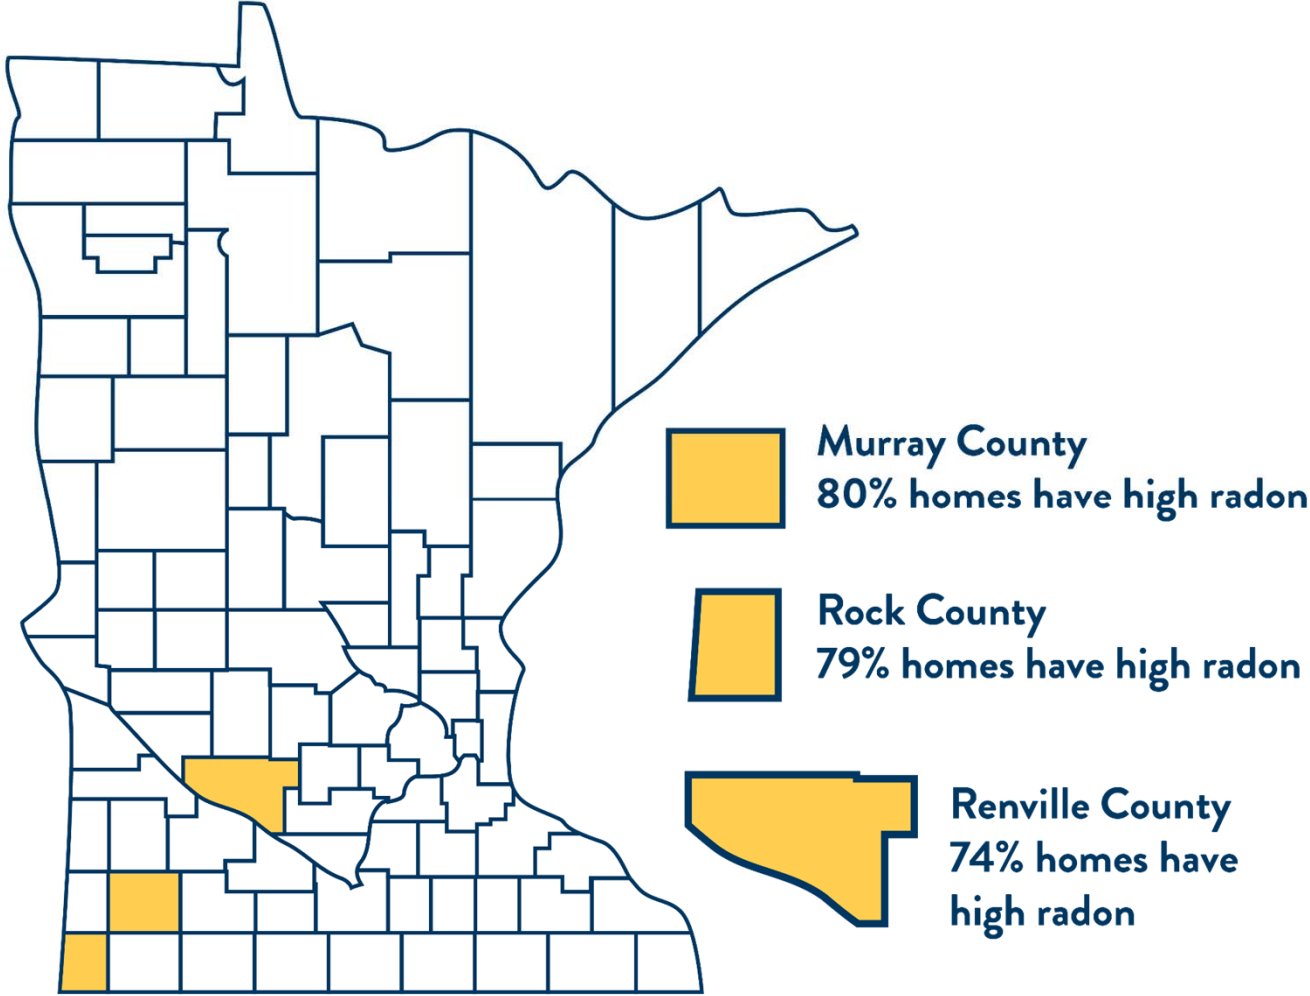 Murray County
80% homes have high radon
Rock County
79% homes have high radon
Renville County
74% homes have
high radon